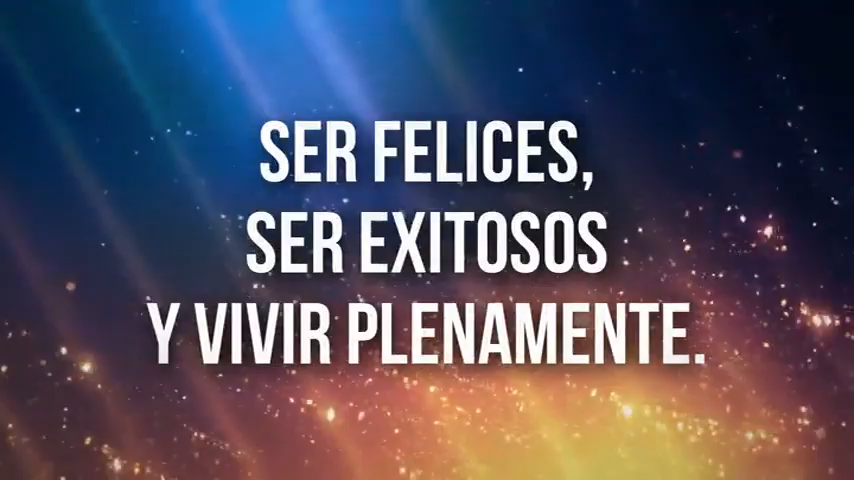 SER FELICES,
SER EXITOSOS
Y VIVIR PLENAMENTE.